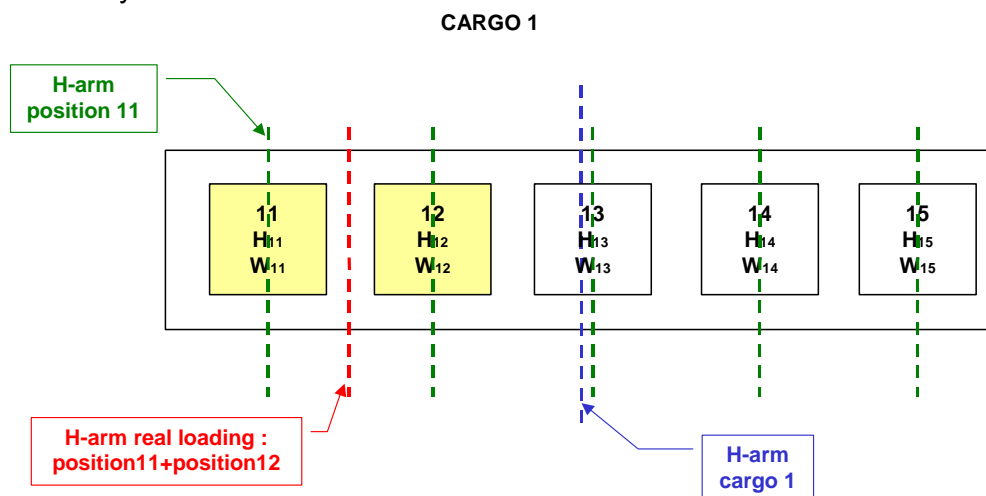 CARGO 1
H-arm
position 11
11
H11
W11
12
H12
W12
13
H13
W13
14
H14
W14
15
H15
W15
H-arm real loading :
position11+position12
H-arm
cargo 1